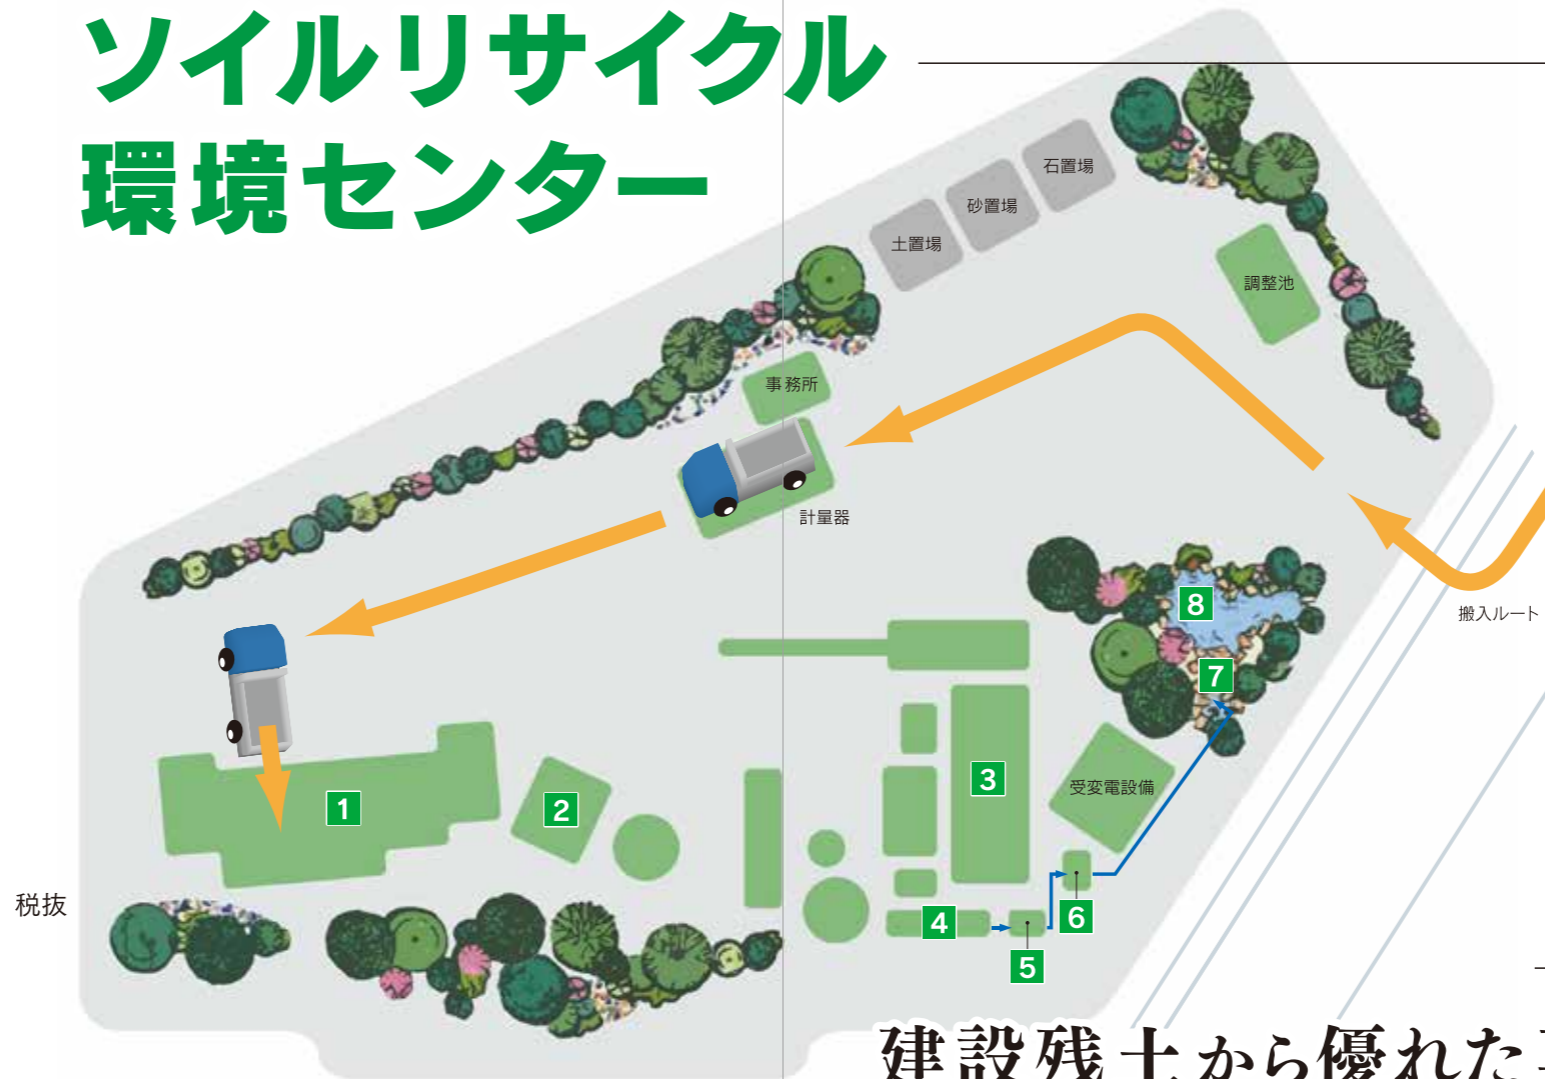 ソイルリサイクル
環境センター
石置場
砂置場
土置場
調整池
事務所
計量器
搬入ルート
8
7
3
受変電設備
1
2
6
4
5
税抜
建設残土から優れた